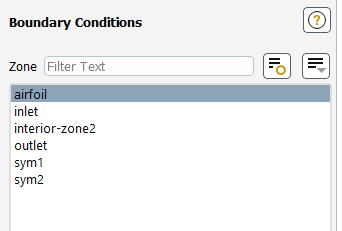 Boundary Conditions
?
Zone Filter Text
airfoil
inlet
interior-zone2
outlet
sym1
sym2